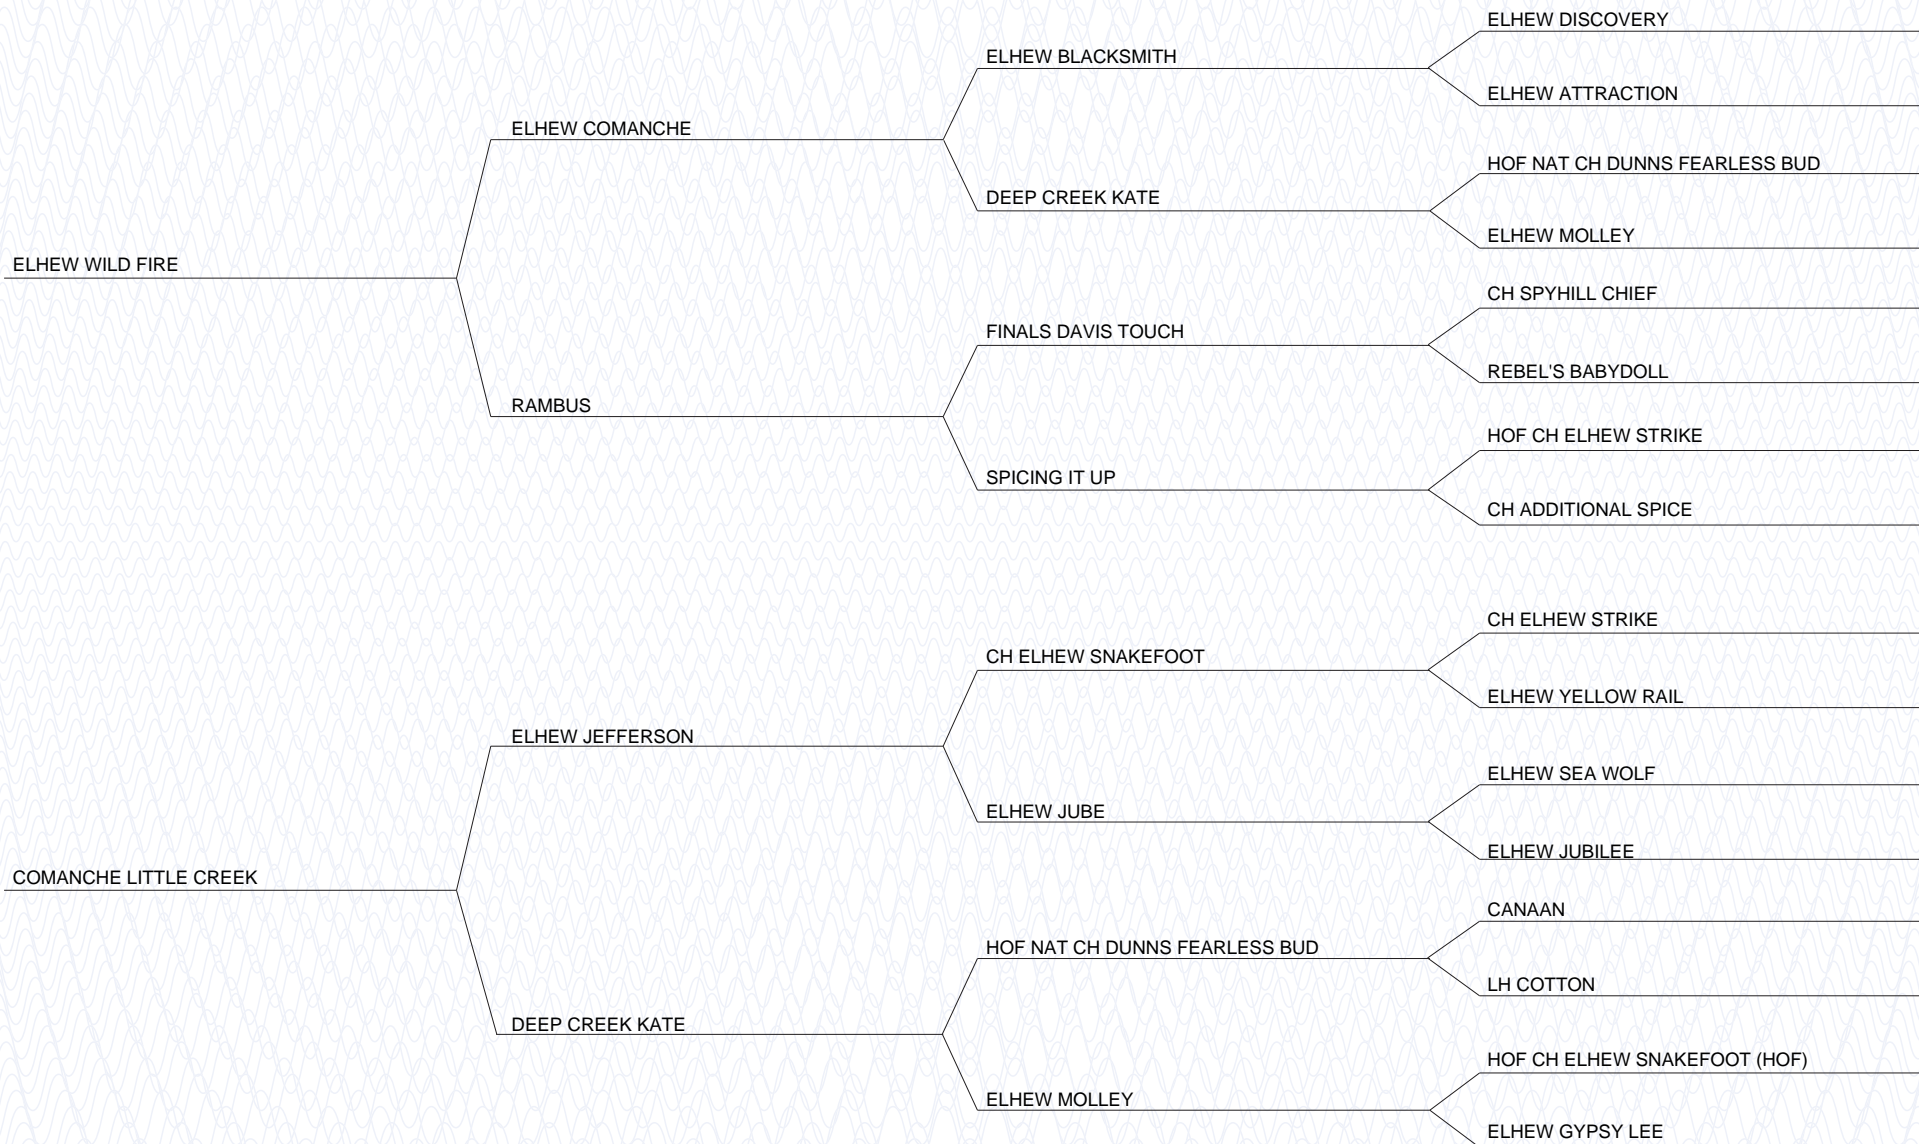 ELHEW DISCOVERY
ELHEW BLACKSMITH
ELHEW ATTRACTION
ELHEW COMANCHE
HOF NAT CH DUNNS FEARLESS BUD
DEEP CREEK KATE
ELHEW MOLLEY
ELHEW WILD FIRE
CH SPYHILL CHIEF
FINALS DAVIS TOUCH
REBEL'S BABYDOLL
RAMBUS
HOF CH ELHEW STRIKE
SPICING IT UP
CH ADDITIONAL SPICE
CH ELHEW STRIKE
CH ELHEW SNAKEFOOT
ELHEW YELLOW RAIL
ELHEW JEFFERSON
ELHEW SEA WOLF
ELHEW JUBE
ELHEW JUBILEE
COMANCHE LITTLE CREEK
CANAAN
HOF NAT CH DUNNS FEARLESS BUD
LH COTTON
DEEP CREEK KATE
HOF CH ELHEW SNAKEFOOT (HOF)
ELHEW MOLLEY
ELHEW GYPSY LEE